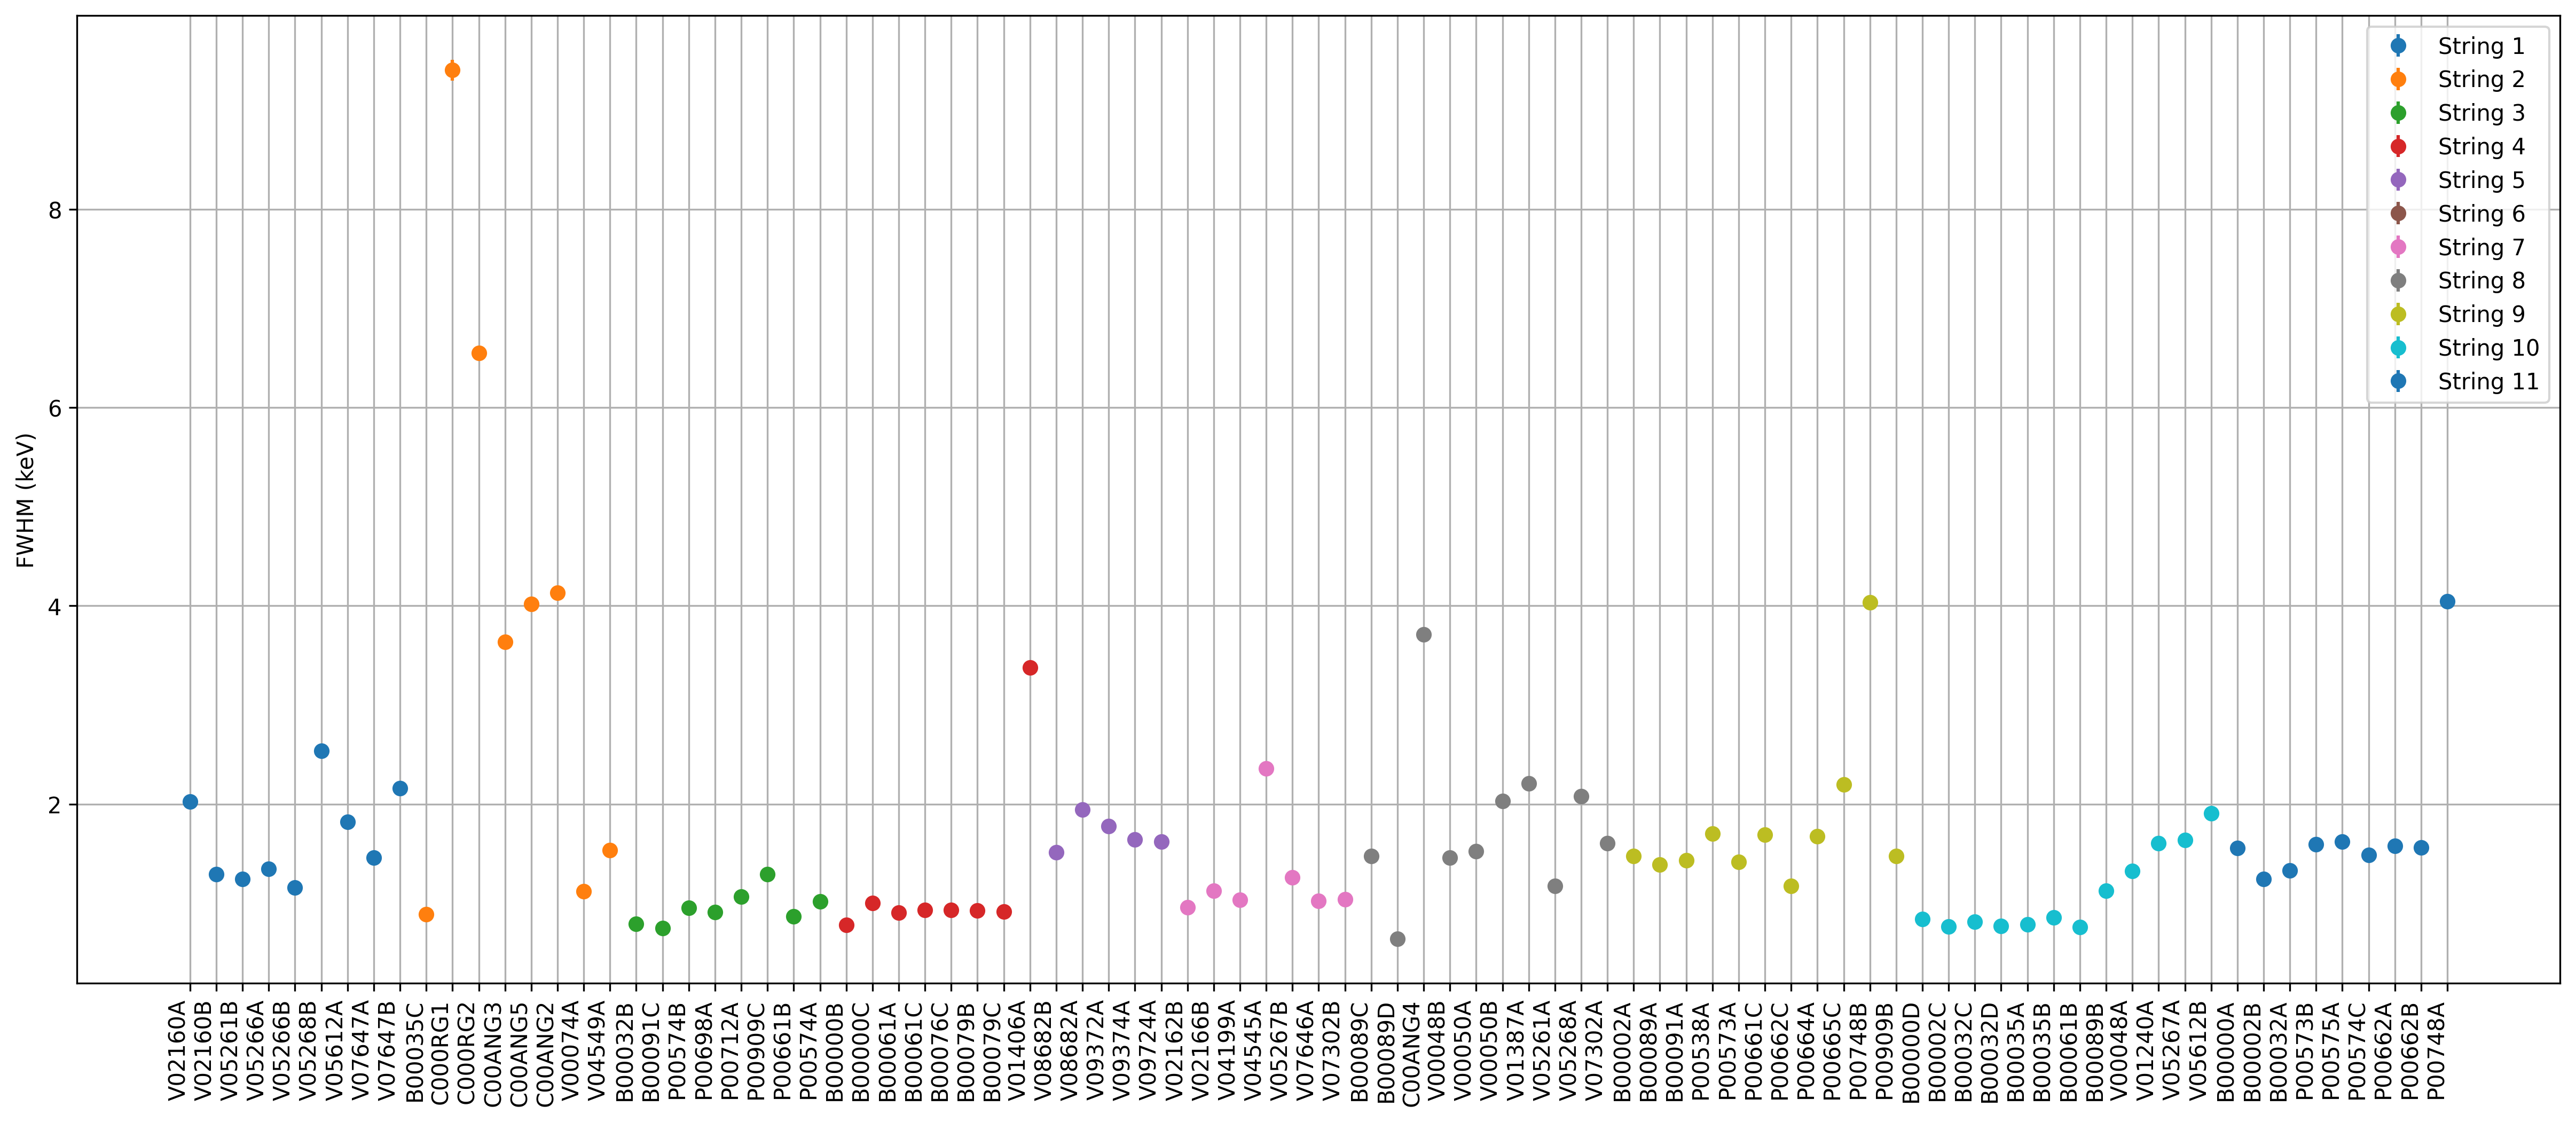 FWHM (keV)
8
6
4
2
String 1
String 2
String 3
String 4
String 5
String 6
String 7
String 8
String 9
String 10
String 11
V02160A
V02160B
V05261B
V05266A
V05266B
V05268B
V05612A
V07647A
V07647B
B00035C
C000RG1
C000RG2
C00ANG3
C00ANG5
C00ANG2
V00074A
V04549A
B00032B
B00091C
P00574B
P00698A
P00712A
P00909C
P00661B
P00574A
B00000B
B00000C
B00061A
B00061C
B00076C
B00079B
B00079C
V01406A
V08682B
V08682A
V09372A
V09374A
V09724A
V02162B
V02166B
V04199A
V04545A
V05267B
V07646A
V07302B
B00089C
B00089D
C00ANG4
V00048B
V00050A
V00050B
V01387A
V05261A
V05268A
V07302A
B00002A
B00089A
B00091A
P00538A
P00573A
P00661C
P00662C
P00664A
P00665C
P00748B
P00909B
B00000D
B00002C
B00032C
B00032D
B00035A
B00035B
B00061B
B00089B
V00048A
V01240A
V05267A
V05612B
B00000A
B00002B
B00032A
P00573B
P00575A
P00574C
P00662A
P00662B
P00748A